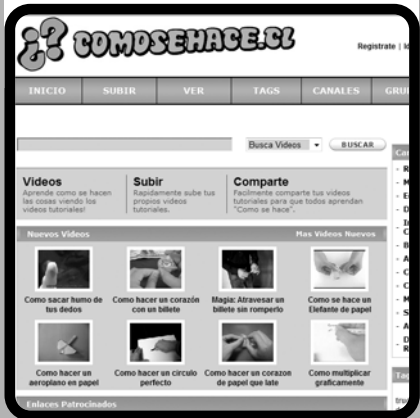 ¿? COMOSEHACE.CL
Registrate |
INICIO SUBIR VER TAGS CANALES GRU
Busca Videos BUSCAR
Videos Subir Comparte
Aprende como se hacen las cosas viendo los videos tutoriales!
Rapidamente sube tus propios videos tutoriales.
Facilmente comparte tus videos tutoriales para que todos aprendan "Como se hace".
Nuevos Videos Mas Videos Nuevos
Como sacar humo de tus dedos
Como hacer un corazón con un billete
Magia: Atravesar un billete sin romperlo
Como se hace un Elefante de papel
Como hacer un aeroplano en papel
Como hacer un circulo perfecto
Como hacer un corazon de papel que late
Como multiplicar graficamente
Enlaces Patrocinados